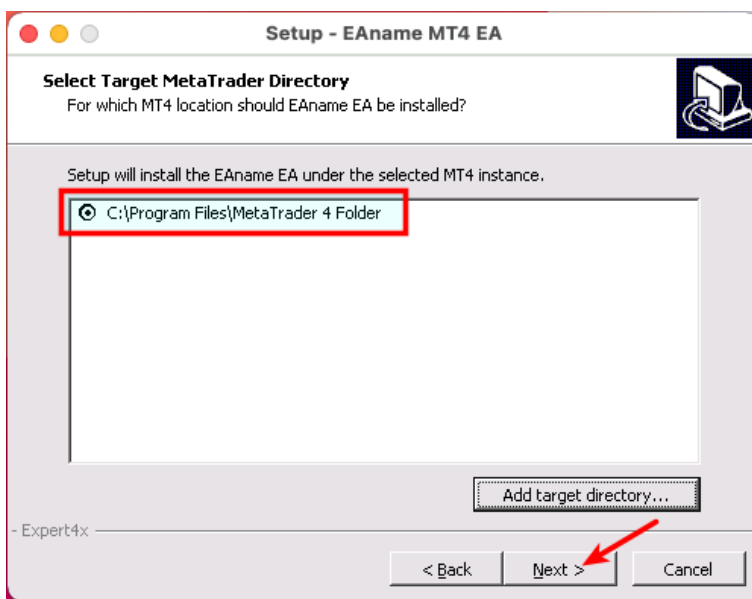 Setup - EAname MT4 EA
Select Target MetaTrader Directory
For which MT4 location should EAname EA be installed?
Setup will install the EAname EA under the selected MT4 instance.
C:\Program Files\MetaTrader 4 Folder
Add target directory...
- Expert4x
< Back
Next >
Cancel